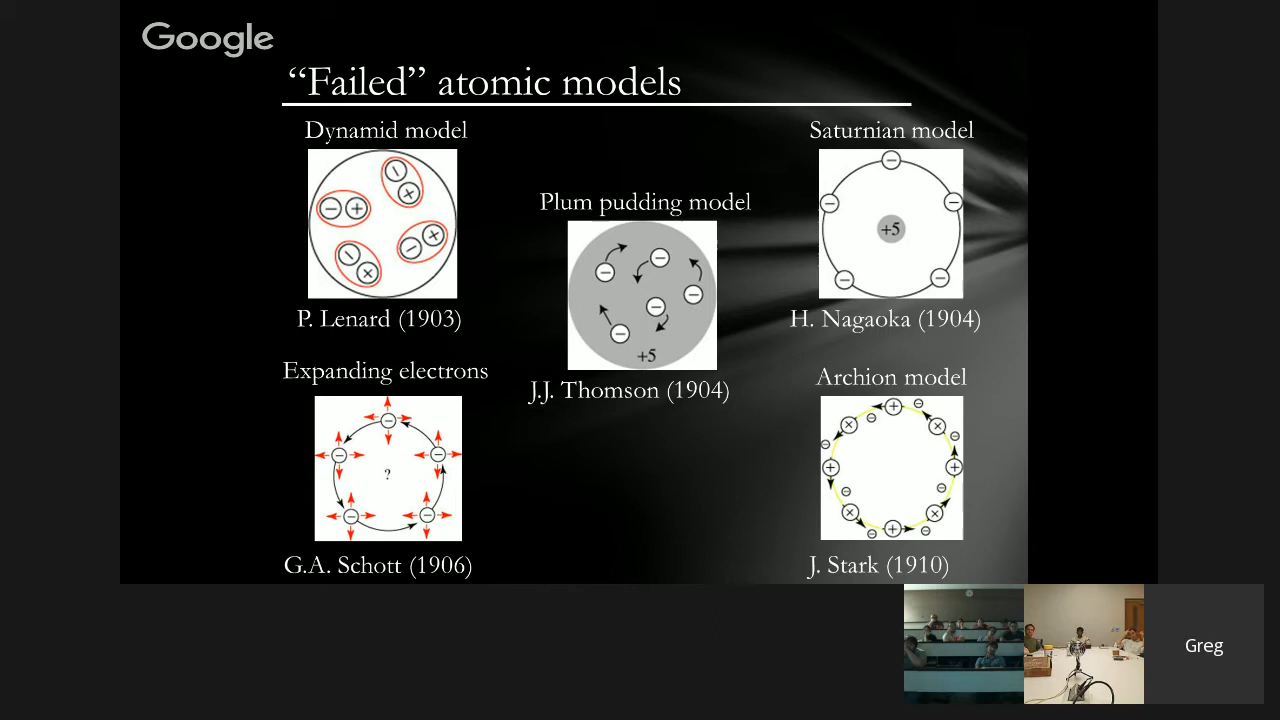 Google
“Failed” atomic models
Dynamid model
Saturnian model
Plum pudding model
+5
+5
P. Lenard (1903)
H. Nagaoka (1904)
Expanding electrons
J.J. Thomson (1904)
Archion model
?
G.A. Schott (1906)
J. Stark (1910)
Greg